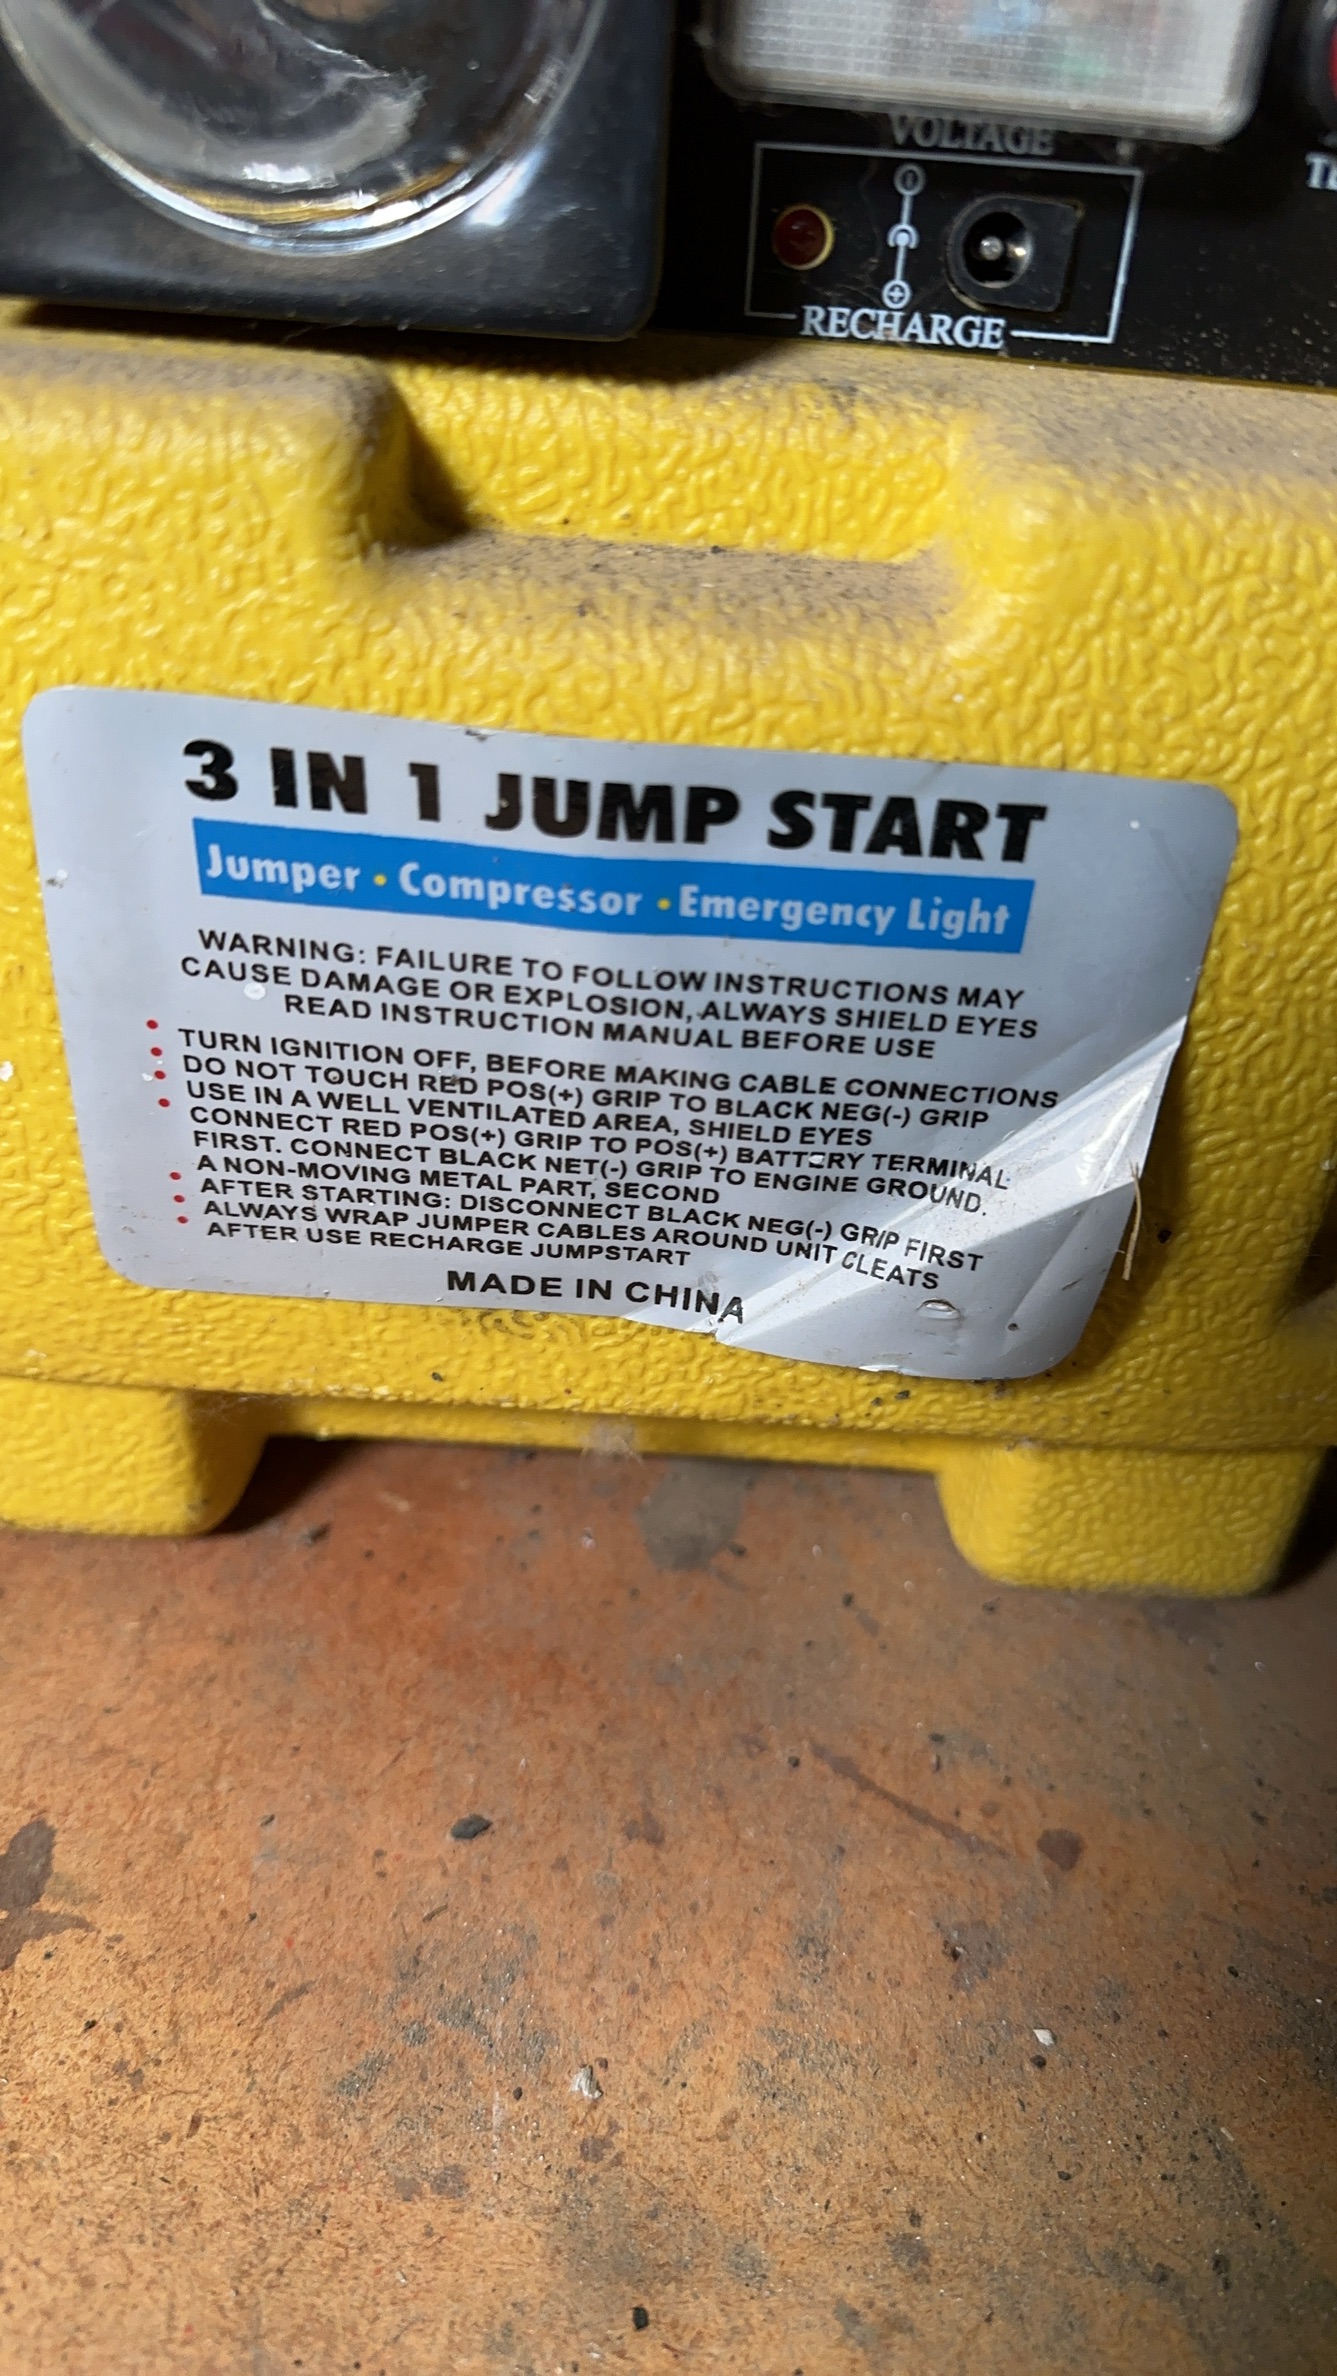 VOLTAGE
RECHARGE
3 IN 1 JUMP START
Jumper • Compressor • Emergency Light
WARNING: FAILURE TO FOLLOW INSTRUCTIONS MAY
CAUSE DAMAGE OR EXPLOSION, ALWAYS SHIELD EYES
READ INSTRUCTION MANUAL BEFORE USE
• TURN IGNITION OFF, BEFORE MAKING CABLE CONNECTIONS
• DO NOT TOUCH RED POS(+) GRIP TO BLACK NEG(-) GRIP
• USE IN A WELL VENTILATED AREA, SHIELD EYES
• CONNECT RED POS(+) GRIP TO POS(+) BATTERY TERMINAL
FIRST. CONNECT BLACK NET(-) GRIP TO ENGINE GROUND.
A NON-MOVING METAL PART, SECOND
• AFTER STARTING: DISCONNECT BLACK NEG(-) GRIP FIRST
• ALWAYS WRAP JUMPER CABLES AROUND UNIT CLEATS
• AFTER USE RECHARGE JUMPSTART
MADE IN CHINA